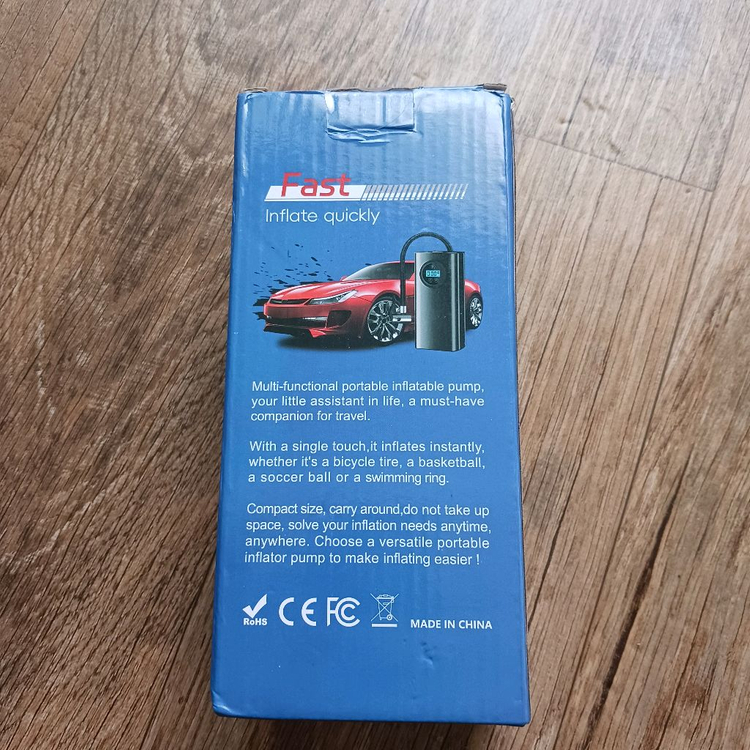 Fast
Inflate quickly
Multi-functional portable inflatable pump,
your little assistant in life, a must-have
companion for travel.
With a single touch,it inflates instantly,
whether it's a bicycle tire, a basketball,
a soccer ball or a swimming ring.
Compact size, carry around,do not take up
space, solve your inflation needs anytime,
anywhere. Choose a versatile portable
inflator pump to make inflating easier !
RoHS CE FC MADE IN CHINA